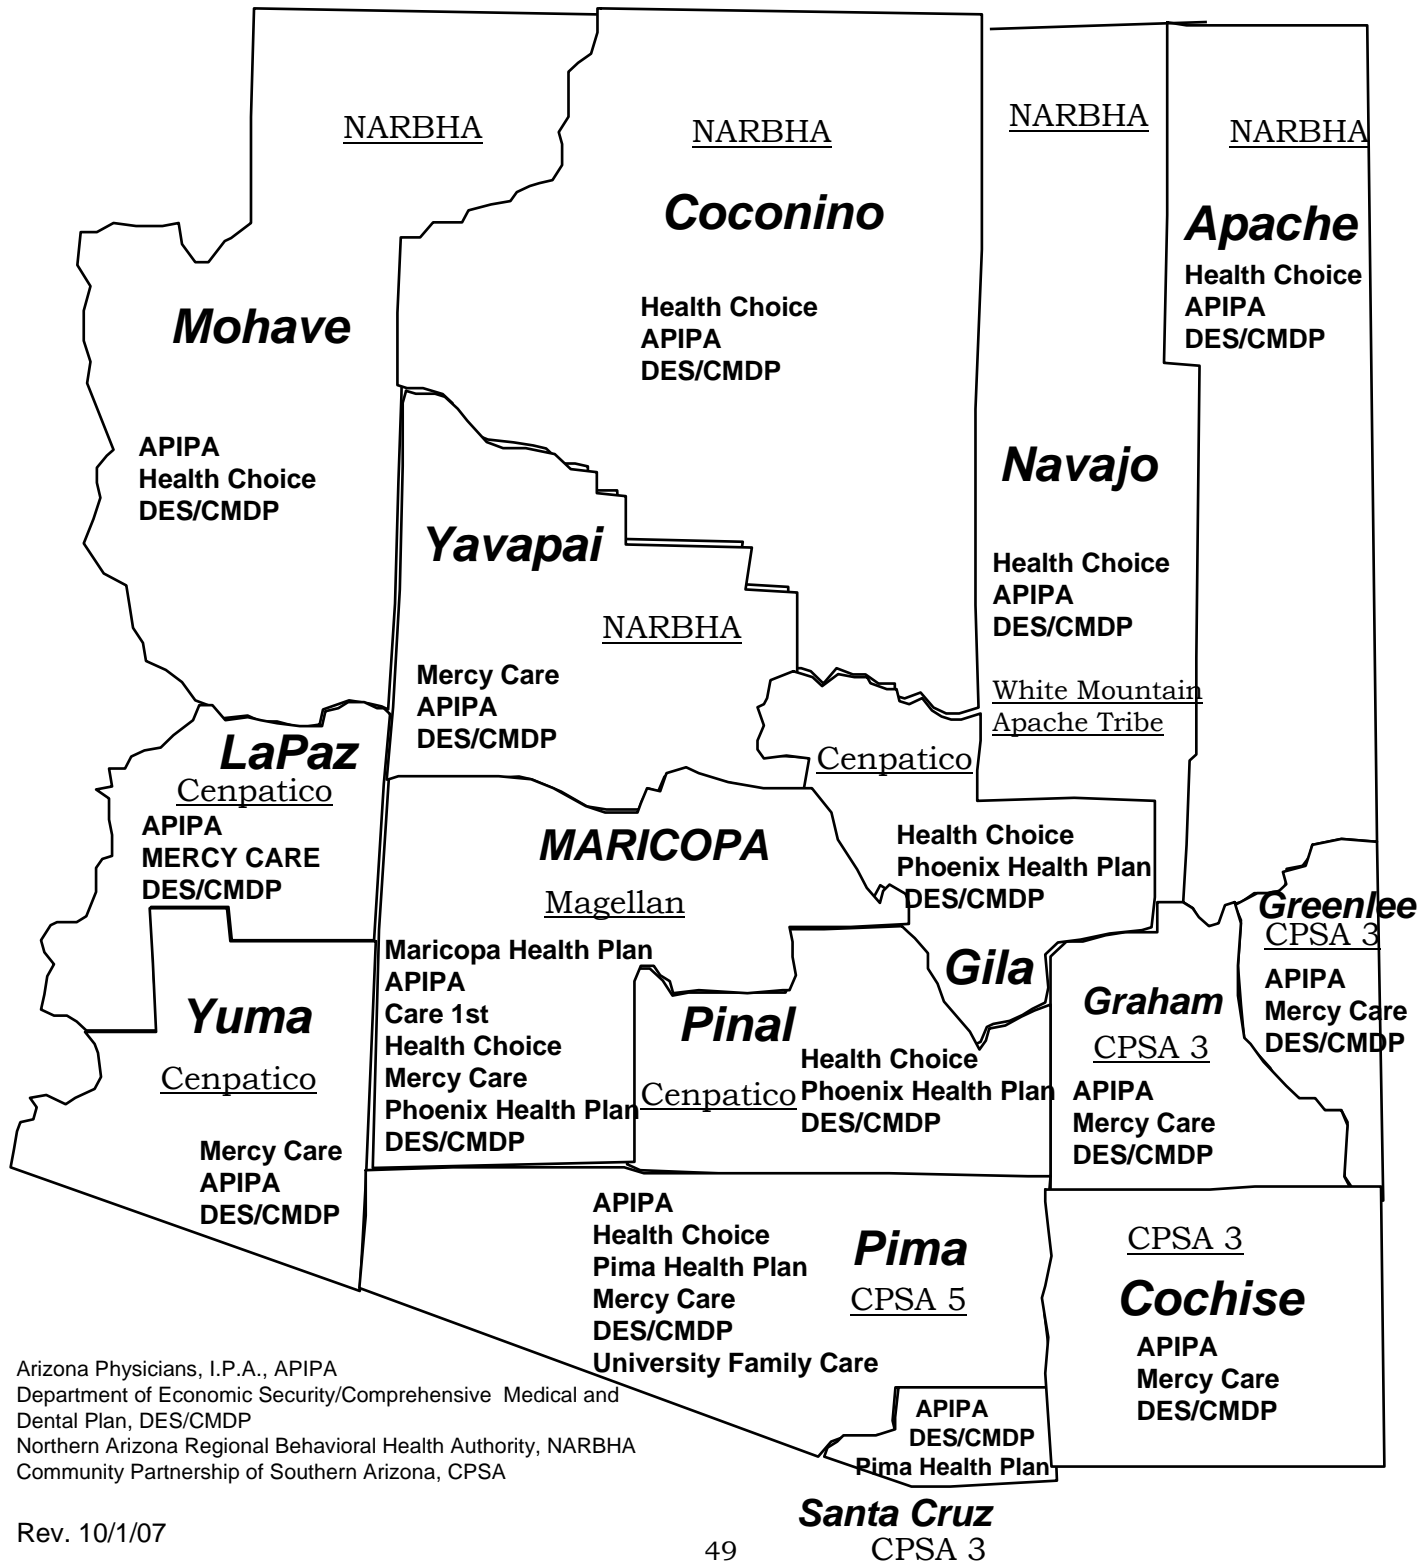 NARBHA
NARBHA
NARBHA
NARBHA
Coconino
Apache
Health Choice
APIPA
DES/CMDP
Mohave
Health Choice
APIPA
DES/CMDP
APIPA
Health Choice
DES/CMDP
Navajo
Yavapai
Health Choice
APIPA
DES/CMDP
NARBHA
Mercy Care
APIPA
DES/CMDP
White Mountain
Apache Tribe
LaPaz
Cenpatico
APIPA
MERCY CARE
DES/CMDP
Cenpatico
Health Choice
Phoenix Health Plan
DES/CMDP
Gila
MARICOPA
Magellan
Maricopa Health Plan
APIPA
Care 1st
Health Choice
Mercy Care
Phoenix Health Plan
DES/CMDP
Greenlee
CPSA 3
APIPA
Mercy Care
DES/CMDP
Yuma
Cenpatico
Mercy Care
APIPA
DES/CMDP
Pinal
Cenpatico
Health Choice
Phoenix Health Plan
DES/CMDP
Graham
CPSA 3
APIPA
Mercy Care
DES/CMDP
APIPA
Health Choice
Pima Health Plan
Mercy Care
DES/CMDP
University Family Care
Pima
CPSA 5
CPSA 3
Cochise
APIPA
Mercy Care
DES/CMDP
APIPA
DES/CMDP
Pima Health Plan
Santa Cruz
CPSA 3
Arizona Physicians, I.P.A., APIPA
Department of Economic Security/Comprehensive Medical and
Dental Plan, DES/CMDP
Northern Arizona Regional Behavioral Health Authority, NARBHA
Community Partnership of Southern Arizona, CPSA
Rev. 10/1/07
49